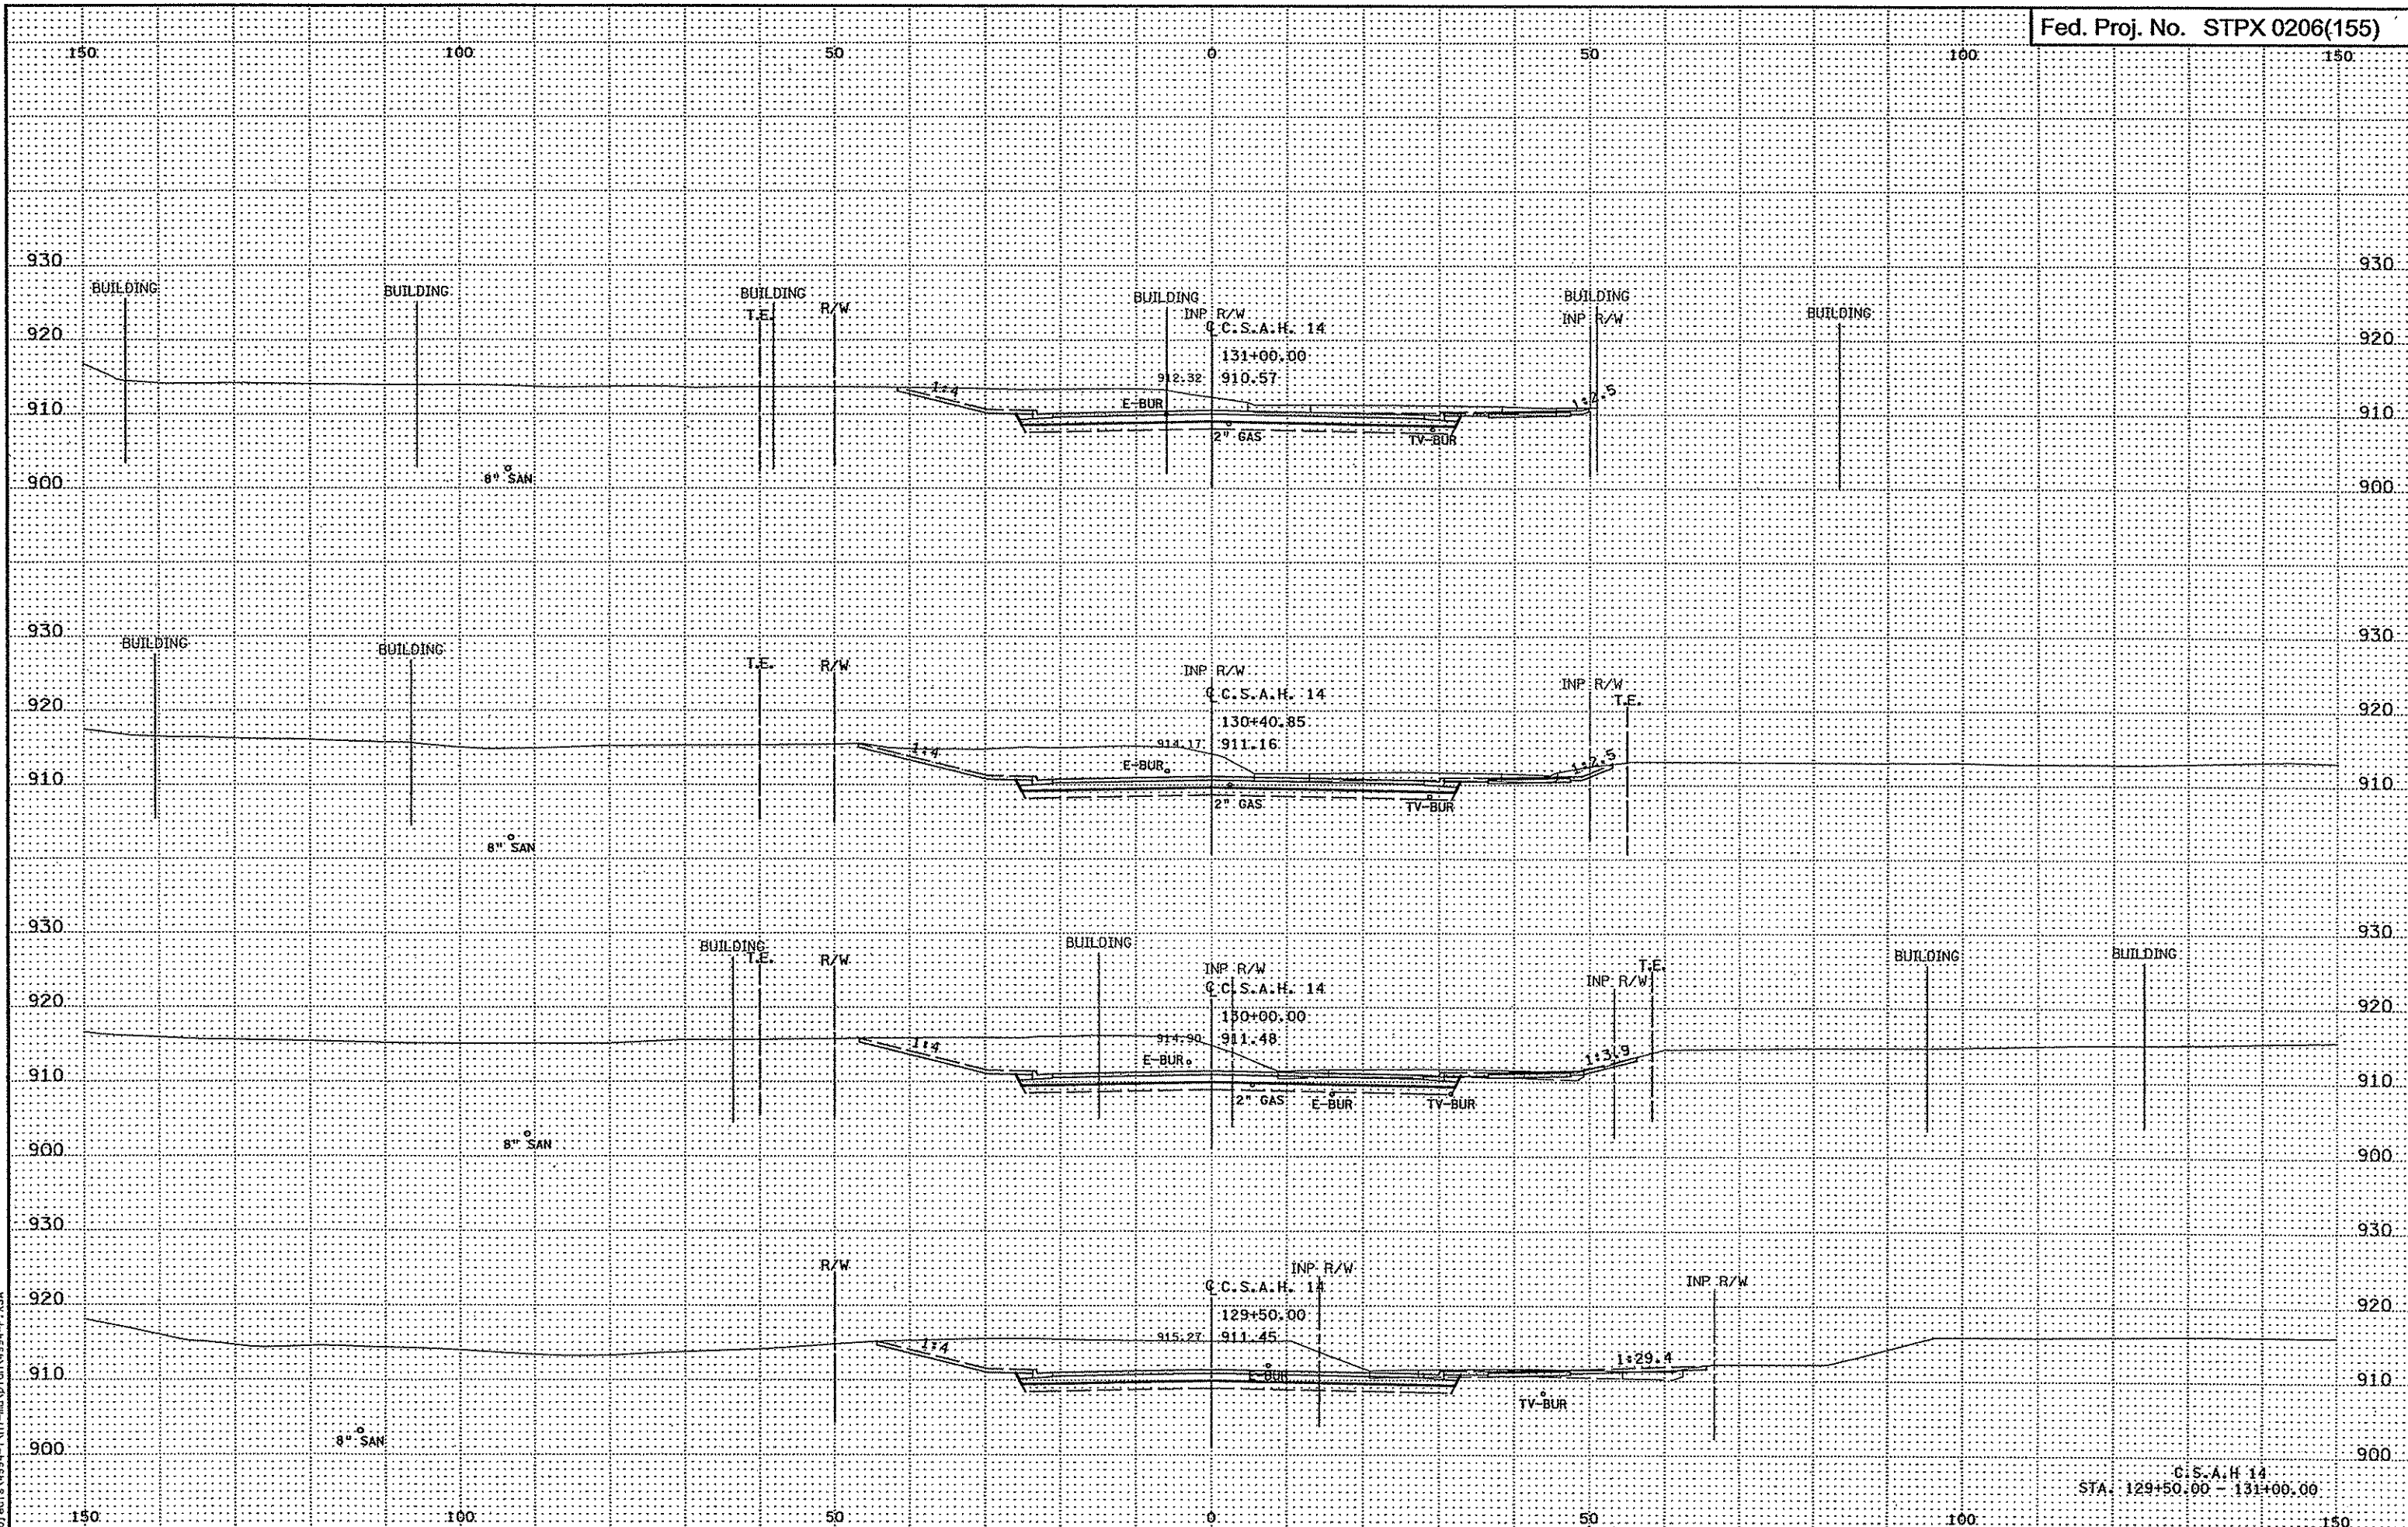 Fed. Proj. No. STPX 0206(155)
150 100 50 0 50 100 150
930 930
BUILDING BUILDING BUILDING BUILDING BUILDING BUILDING
T.E. R/W INP R/W INP R/W
℄ C.S.A.H. 14
920 920
131+00.00
912.32 910.57
1:4 1:2.5
910 E-BUR 910
2" GAS TV-BUR
8" SAN
900 900
930 930
BUILDING BUILDING
T.E. R/W INP R/W INP R/W
℄ C.S.A.H. 14 T.E.
920 920
130+40.85
914.17 911.16
1:4 1:2.5
E-BUR
910 910
2" GAS TV-BUR
8" SAN
930 930
BUILDING BUILDING BUILDING BUILDING
T.E. R/W INP R/W T.E.
INP R/W
℄ C.S.A.H. 14
920 920
130+00.00
914.90 911.48
1:4 1:3.9
E-BUR
910 910
2" GAS E-BUR TV-BUR
8" SAN
900 900
930 930
R/W INP R/W INP R/W
℄ C.S.A.H. 14
920 920
129+50.00
915.27 911.45
1:4 1:29.4
910 E-BUR 910
TV-BUR
8" SAN
900 900
C.S.A.H 14
STA. 129+50.00 - 131+00.00
150 100 50 0 50 100 150